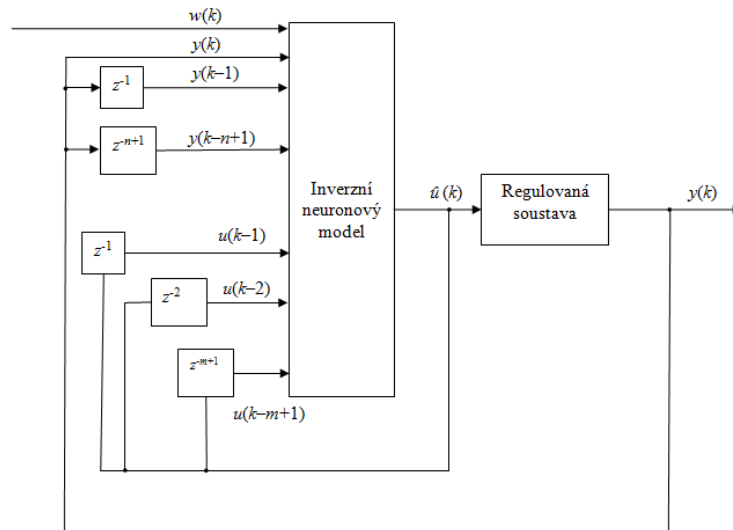 w(k)
y(k)
z⁻¹
y(k–1)
z⁻ⁿ⁺¹
y(k–n+1)
Inverzní
neuronový
model
û (k)
Regulovaná
soustava
y(k)
z⁻¹
u(k–1)
z⁻²
u(k–2)
z⁻ᵐ⁺¹
u(k–m+1)